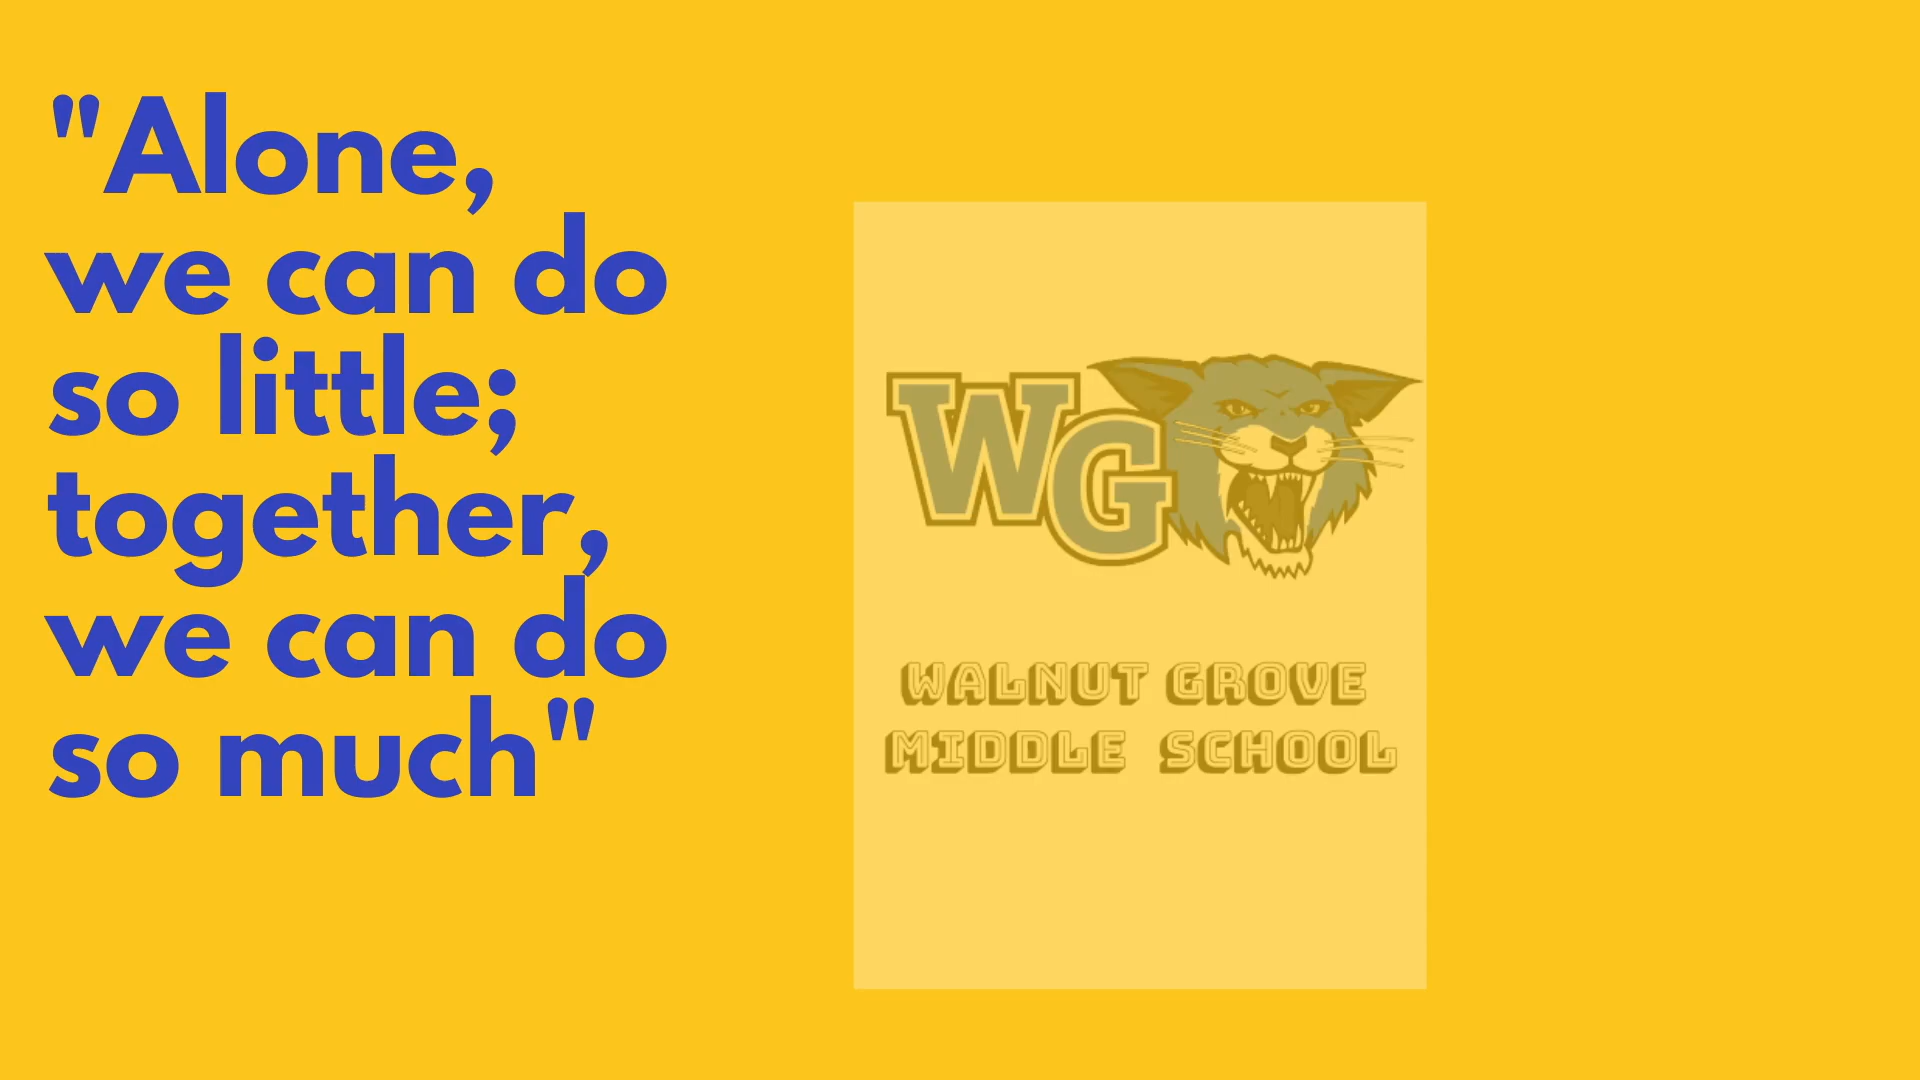 "Alone,
we can do
so little;
together,
we can do
so much"
WG
WALNUT GROVE
MIDDLE SCHOOL